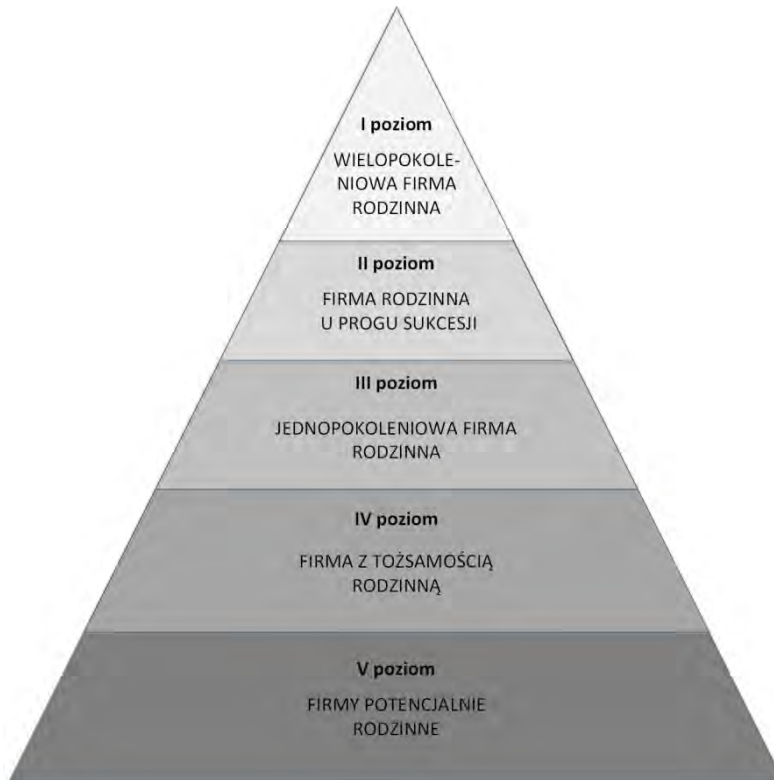 I poziom
WIELOPOKOLE-
NIOWA FIRMA
RODZINNA
II poziom
FIRMA RODZINNA
U PROGU SUKCESJI
III poziom
JEDNOPOKOLENIOWA FIRMA
RODZINNA
IV poziom
FIRMA Z TOŻSAMOŚCIĄ
RODZINNĄ
V poziom
FIRMY POTENCJALNIE
RODZINNE